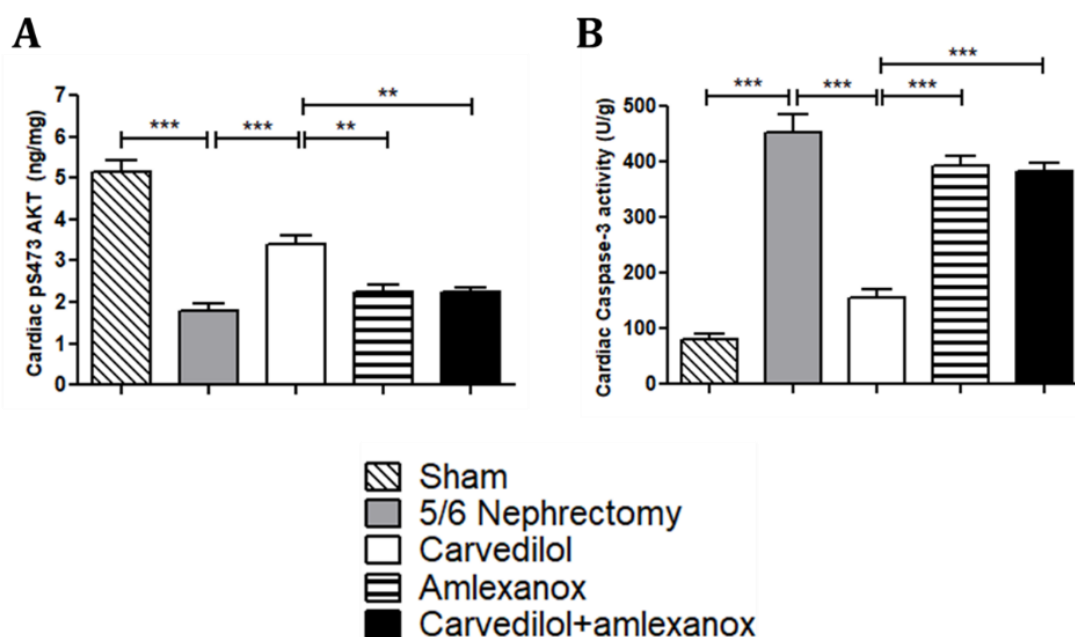 A
Cardiac pS473 AKT (ng/mg)
7
6
5
4
3
2
1
0
***
***
**
**
B
Cardiac Caspase-3 activity (U/g)
500
400
300
200
100
0
***
***
***
***
Sham
5/6 Nephrectomy
Carvedilol
Amlexanox
Carvedilol+amlexanox